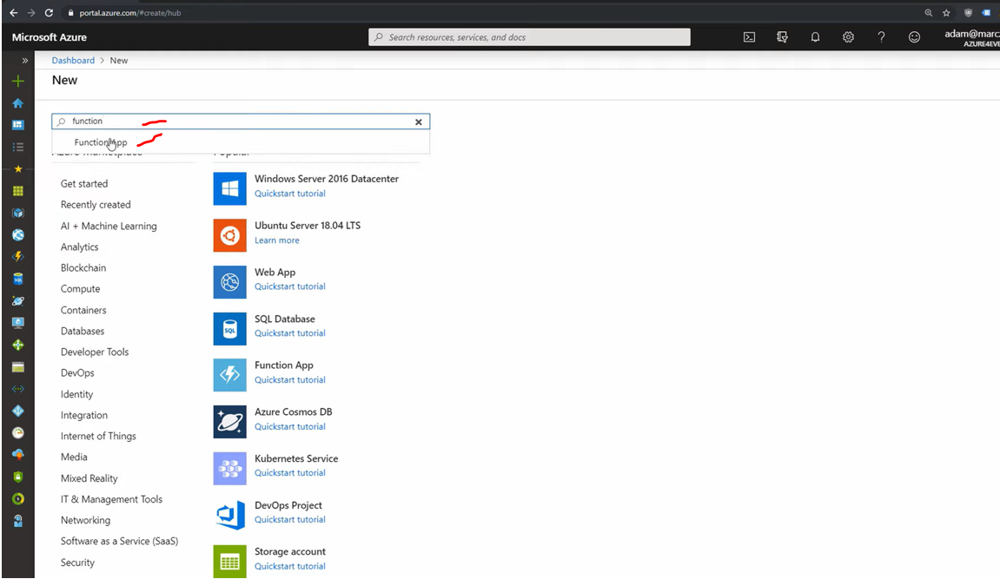 portal.azure.com/#create/hub
Microsoft Azure
Search resources, services, and docs
adam@marc
AZURE4EVE
Dashboard > New
New
function
Function App
Azure Marketplace
Popular
Get started
Recently created
AI + Machine Learning
Analytics
Blockchain
Compute
Containers
Databases
Developer Tools
DevOps
Identity
Integration
Internet of Things
Media
Mixed Reality
IT & Management Tools
Networking
Software as a Service (SaaS)
Security
Windows Server 2016 Datacenter
Quickstart tutorial
Ubuntu Server 18.04 LTS
Learn more
Web App
Quickstart tutorial
SQL Database
Quickstart tutorial
Function App
Quickstart tutorial
Azure Cosmos DB
Quickstart tutorial
Kubernetes Service
Quickstart tutorial
DevOps Project
Quickstart tutorial
Storage account
Quickstart tutorial